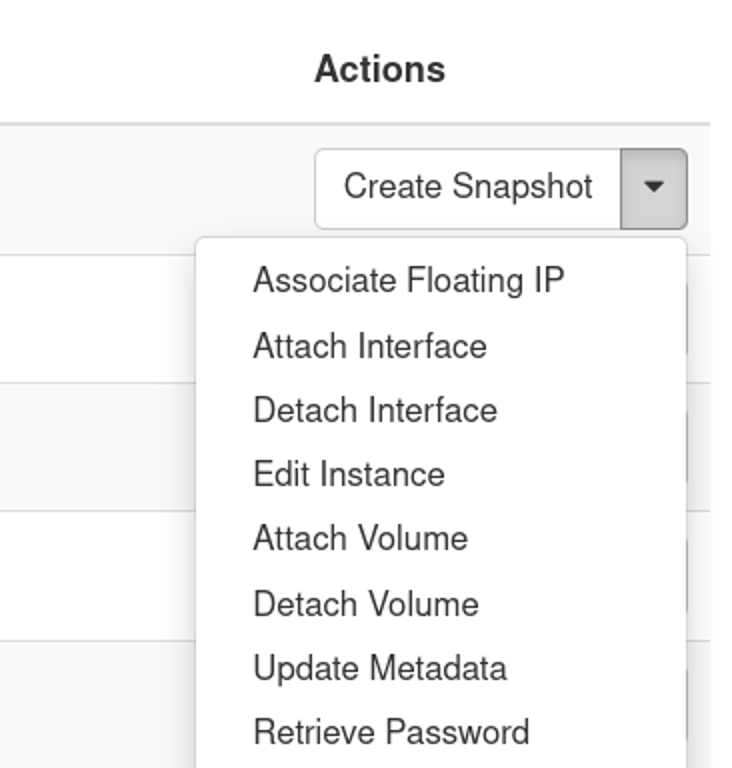 Actions
Create Snapshot
Associate Floating IP
Attach Interface
Detach Interface
Edit Instance
Attach Volume
Detach Volume
Update Metadata
Retrieve Password